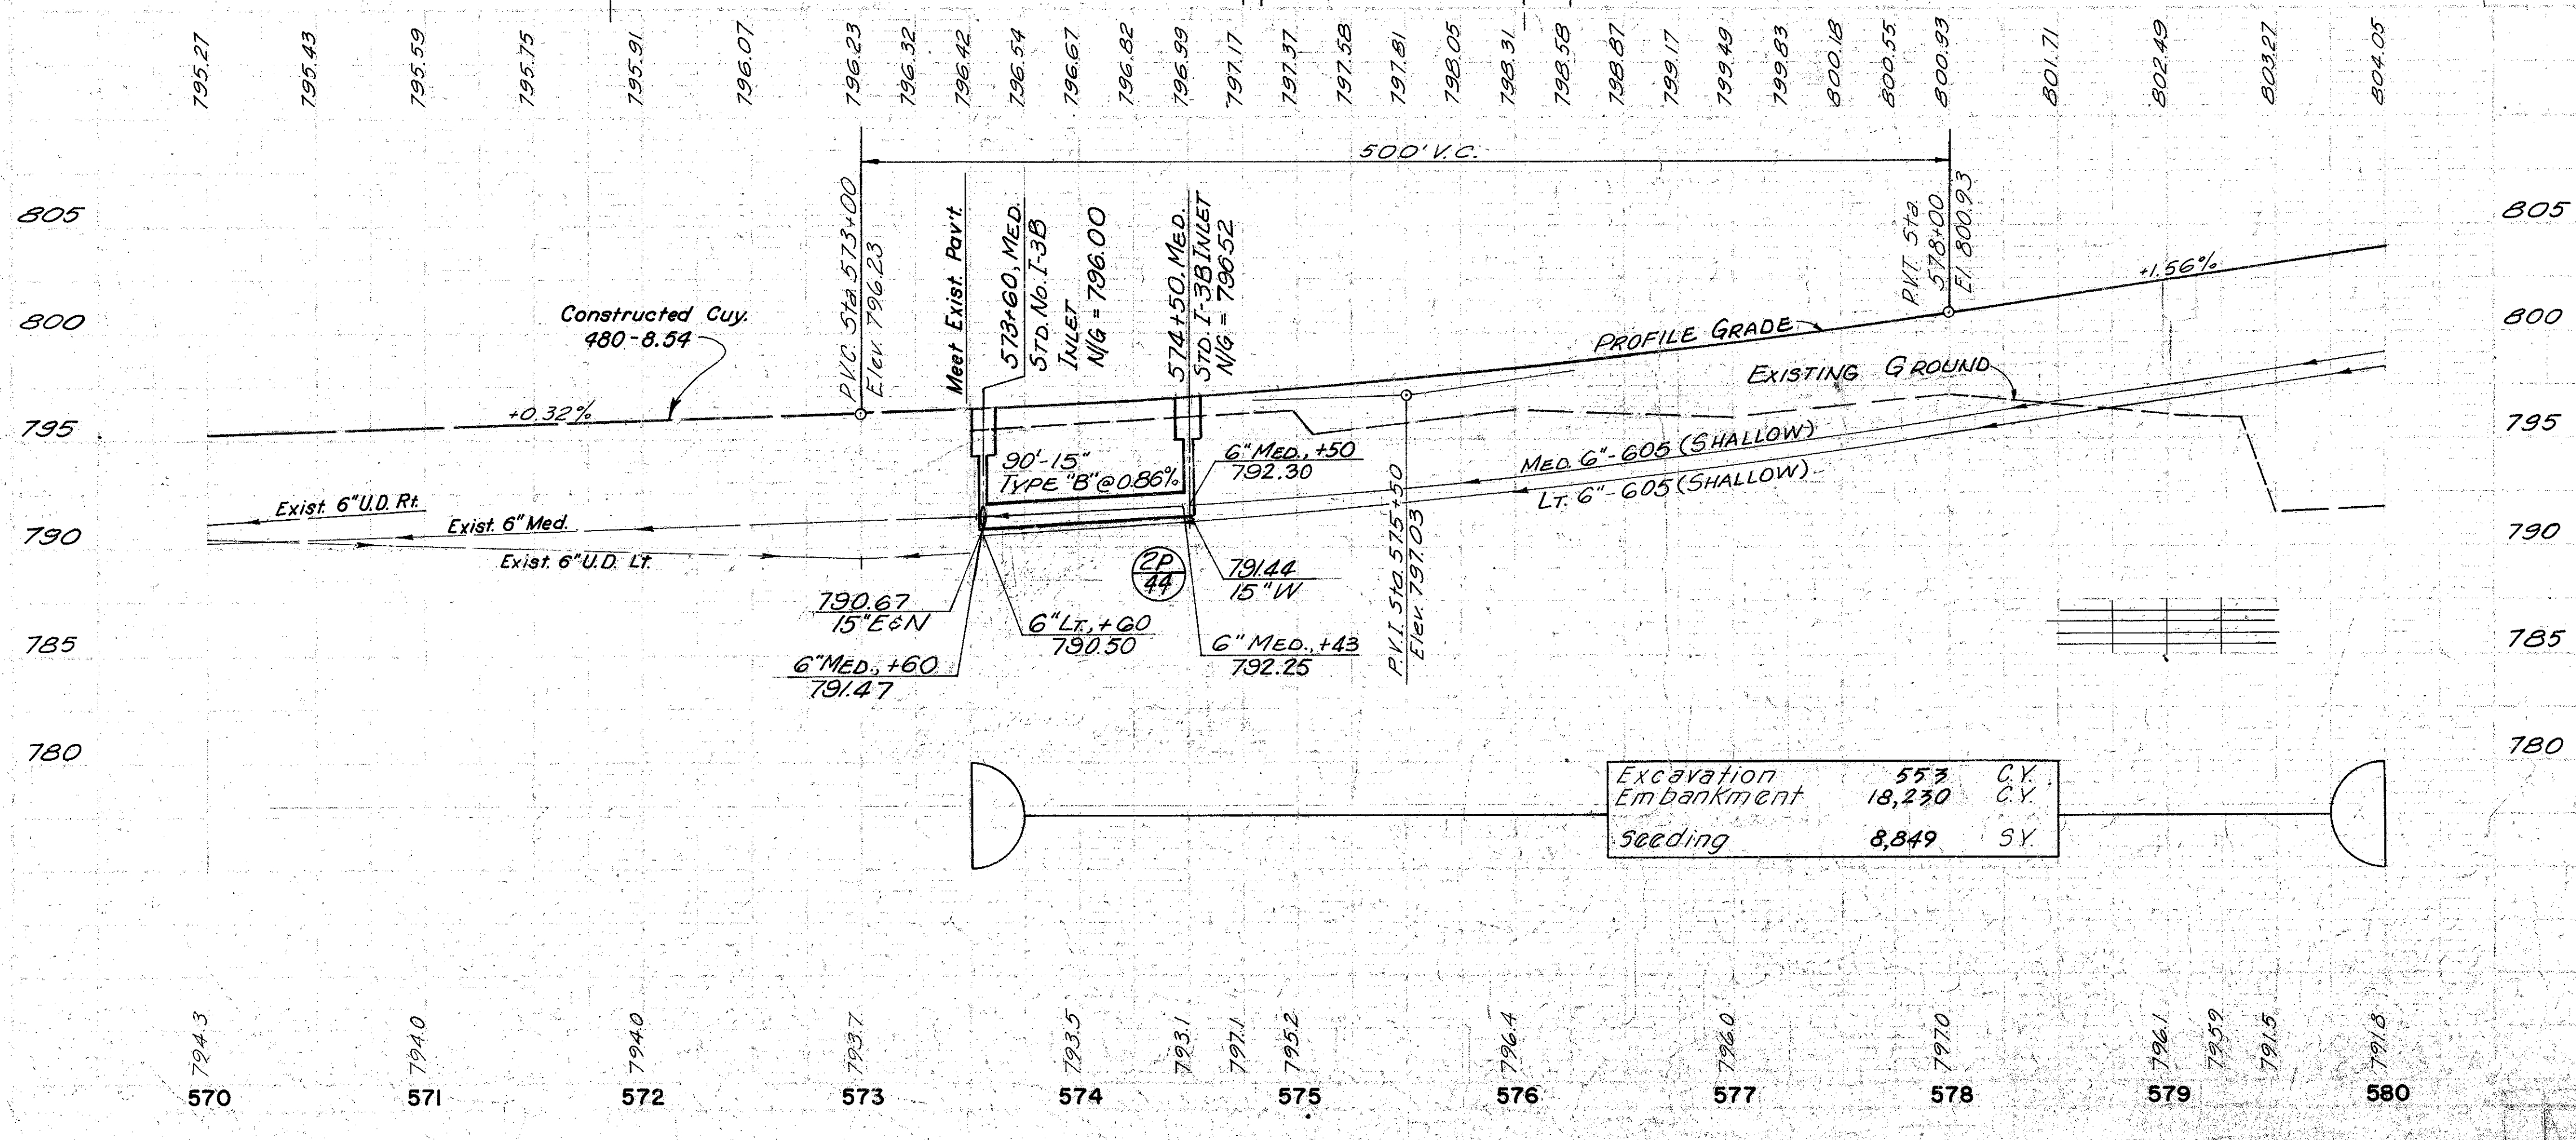 795.27 795.43 795.59 795.75 795.91 796.07 796.23 796.32 796.42 796.54 796.67 796.82 796.99 797.17 797.37 797.58 797.81 798.05 798.31 798.58 798.87 799.17 799.49 799.83 800.18 800.55 800.93 801.71 802.49 803.27 804.05
500' V.C.
805
800
795
790
785
780
805
800
795
790
785
780
P.V.C. Sta. 573+00
Elev. 796.23
Meet Exist. Pav't.
573+60, MED.
STD. No. I-3B
INLET
N/G = 796.00
574+50. MED.
STD. I-3B INLET
N/G = 796.52
P.V.T. Sta.
578+00
El. 800.93
Constructed Cuy.
480-8.54
+0.32%
+1.56%
PROFILE GRADE
EXISTING GROUND
90'-15"
TYPE "B" @ 0.86%
6" MED., +50
792.30
MED. 6"-605 (SHALLOW)
LT. 6"-605 (SHALLOW)
Exist. 6" U.D. Rt.
Exist. 6" Med.
Exist. 6" U.D. Lt.
2P
44
791.44
15" W
790.67
15" E&N
6" LT., +60
790.50
6" MED., +60
791.47
6" MED., +43
792.25
P.V.I. Sta. 575+50
Elev. 797.03
Excavation 553 C.Y.
Embankment 18,230 C.Y.
Seeding 8,849 S.Y.
794.3 794.0 794.0 793.7 793.5 793.1 797.1 795.2 796.4 796.0 797.0 796.1 795.9 791.5 791.8
570 571 572 573 574 575 576 577 578 579 580